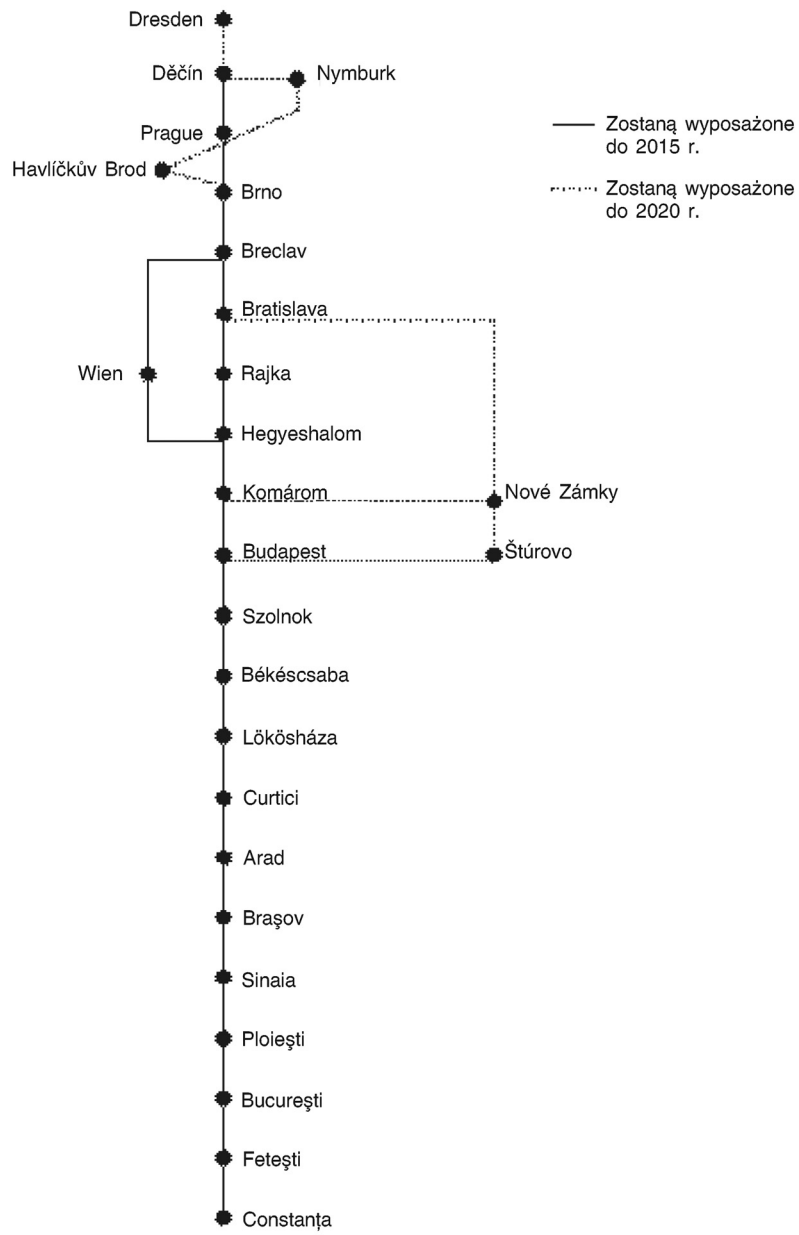 Dresden
Děčín
Nymburk
Prague
Havlíčkův Brod
Brno
Breclav
Bratislava
Wien
Rajka
Hegyeshalom
Komárom
Nové Zámky
Budapest
Štúrovo
Szolnok
Békéscsaba
Lökösháza
Curtici
Arad
Braşov
Sinaia
Ploieşti
Bucureşti
Feteşti
Constanţa
Zostaną wyposażone
do 2015 r.
Zostaną wyposażone
do 2020 r.